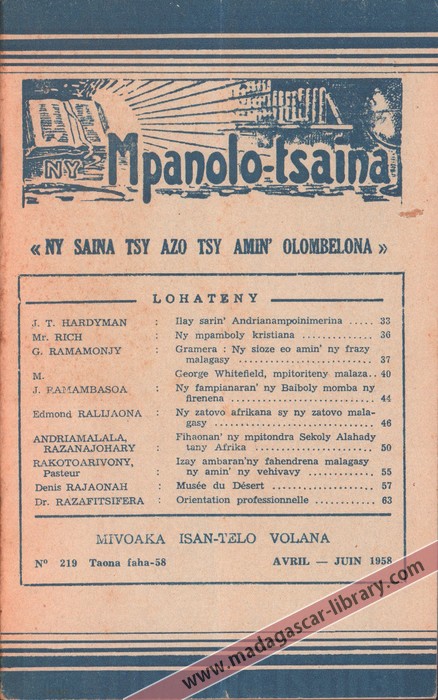 NY Mpanolo-tsaina
« NY SAINA TSY AZO TSY AMIN' OLOMBELONA »
LOHATENY
J. T. HARDYMAN : Ilay sarin' Andrianampoinimerina ..... 33
Mr. RICH : Ny mpamboly kristiana ............... 36
G. RAMAMONJY : Gramera : Ny sioze eo amin' ny frazy
malagasy ........................ 37
M. George Whitefield, mpitoriteny malaza.. 40
J. RAMAMBASOA : Ny fampianaran' ny Baiboly momba ny
firenena ........................ 44
Edmond RALIJAONA : Ny zatovo afrikana sy ny zatovo mala-
gasy ........................ 46
ANDRIAMALALA, : Fihaonan' ny mpitondra Sekoly Alahady
RAZANAJOHARY : tany Afrika ..................... 50
RAKOTOARIVONY, : Izay ambaran'ny fahendrena malagasy
Pasteur : ny amin' ny vehivavy ............ 55
Denis RAJAONAH : Musée du Désert ..................... 57
Dr. RAZAFITSIFERA : Orientation professionnelle ............ 63
MIVOAKA ISAN-TELO VOLANA
Nº 219 Taona faha-58 AVRIL — JUIN 1958
www.madagascar-library.com